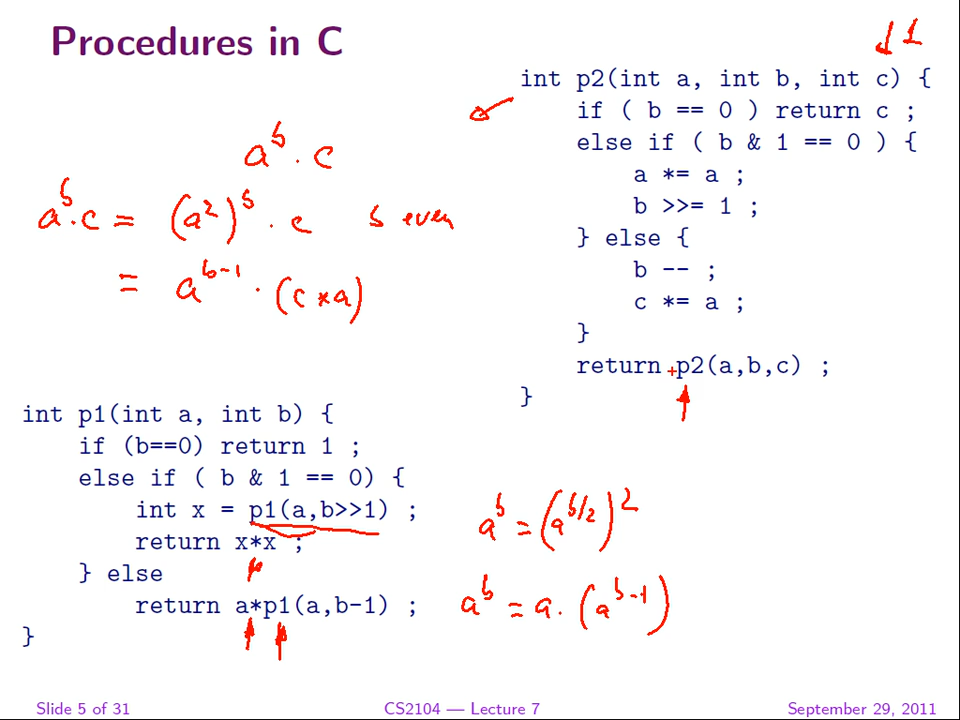 Procedures in C
↓ 1
int p2(int a, int b, int c) {
if ( b == 0 ) return c ;
else if ( b & 1 == 0 ) {
a *= a ;
b >>= 1 ;
} else {
b -- ;
c *= a ;
}
return p2(a,b,c) ;
}
a^b · c
a^b · c = (a^2)^b · c b even
= a^{b-1} · (c * a)
int p1(int a, int b) {
if (b==0) return 1 ;
else if ( b & 1 == 0) {
int x = p1(a,b>>1) ;
return x*x ;
} else
return a*p1(a,b-1) ;
}
a^b = (a^{b/2})^2
a^b = a · (a^{b-1})
Slide 5 of 31
CS2104 — Lecture 7
September 29, 2011